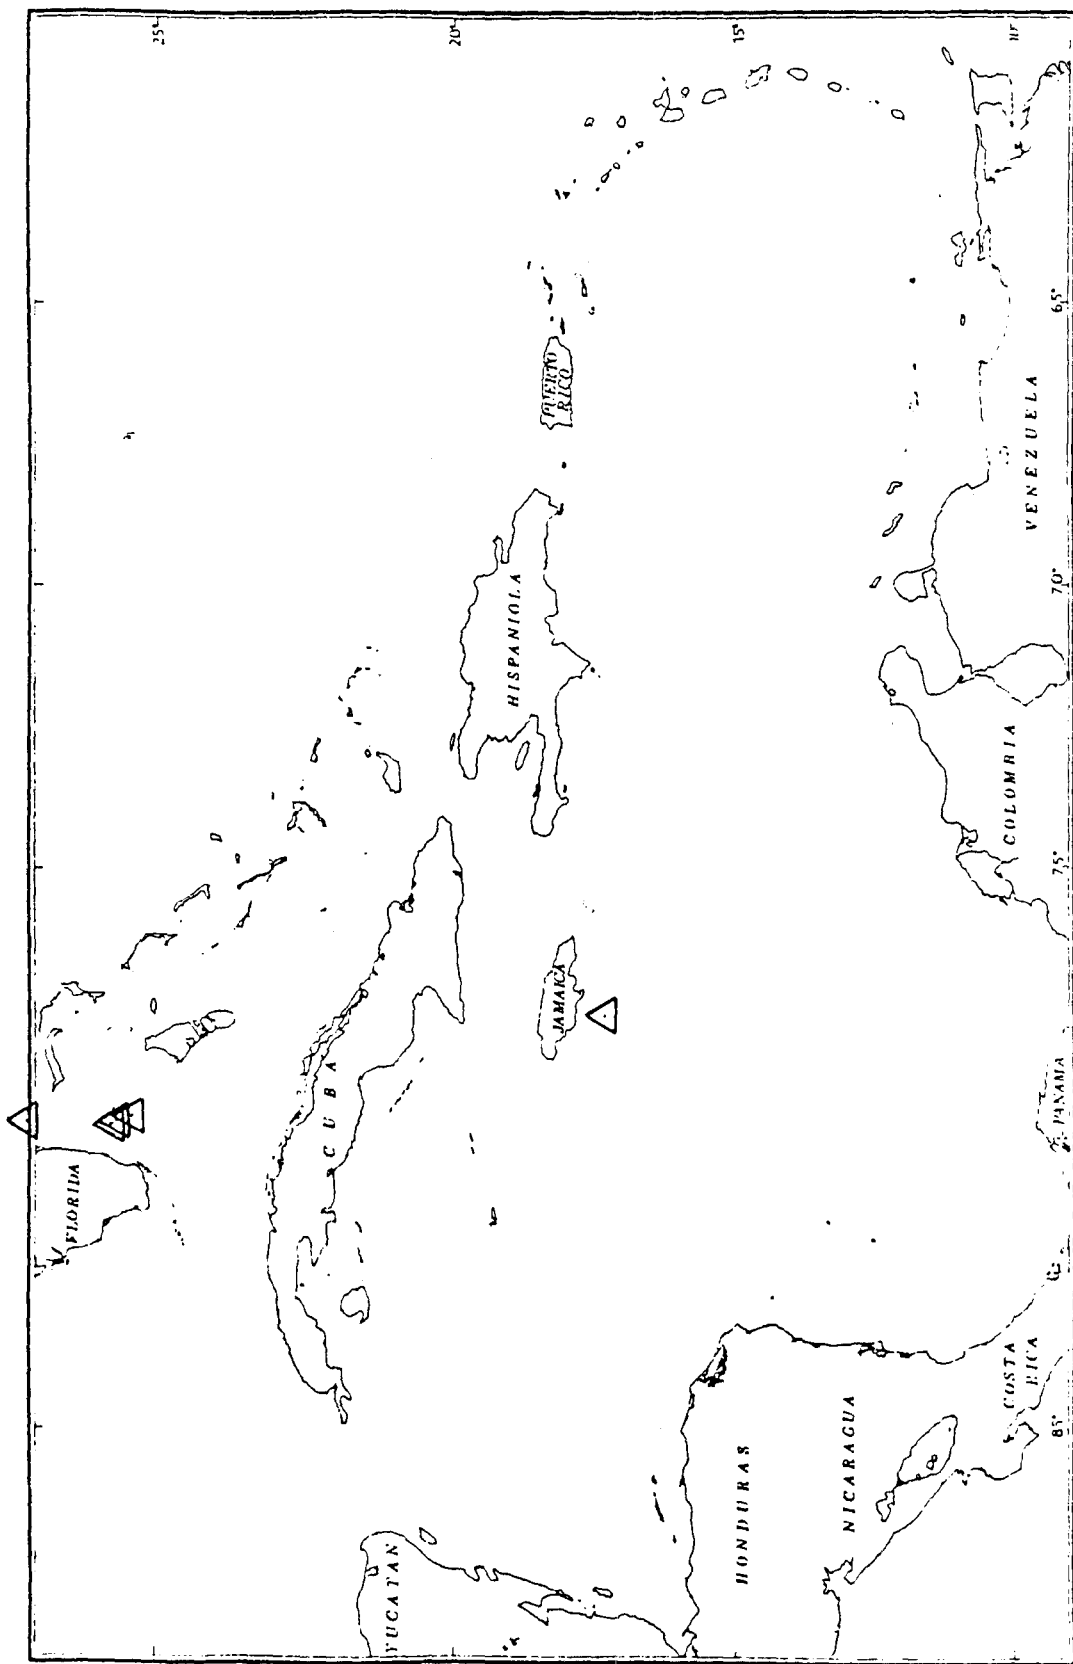 25°
20°
15°
FLORIDA
CUBA
YUCATAN
HISPANIOLA
PUERTO
RICO
JAMAICA
HONDURAS
NICARAGUA
COSTA
RICA
PANAMA
COLOMBIA
VENEZUELA
85°
75°
70°
65°